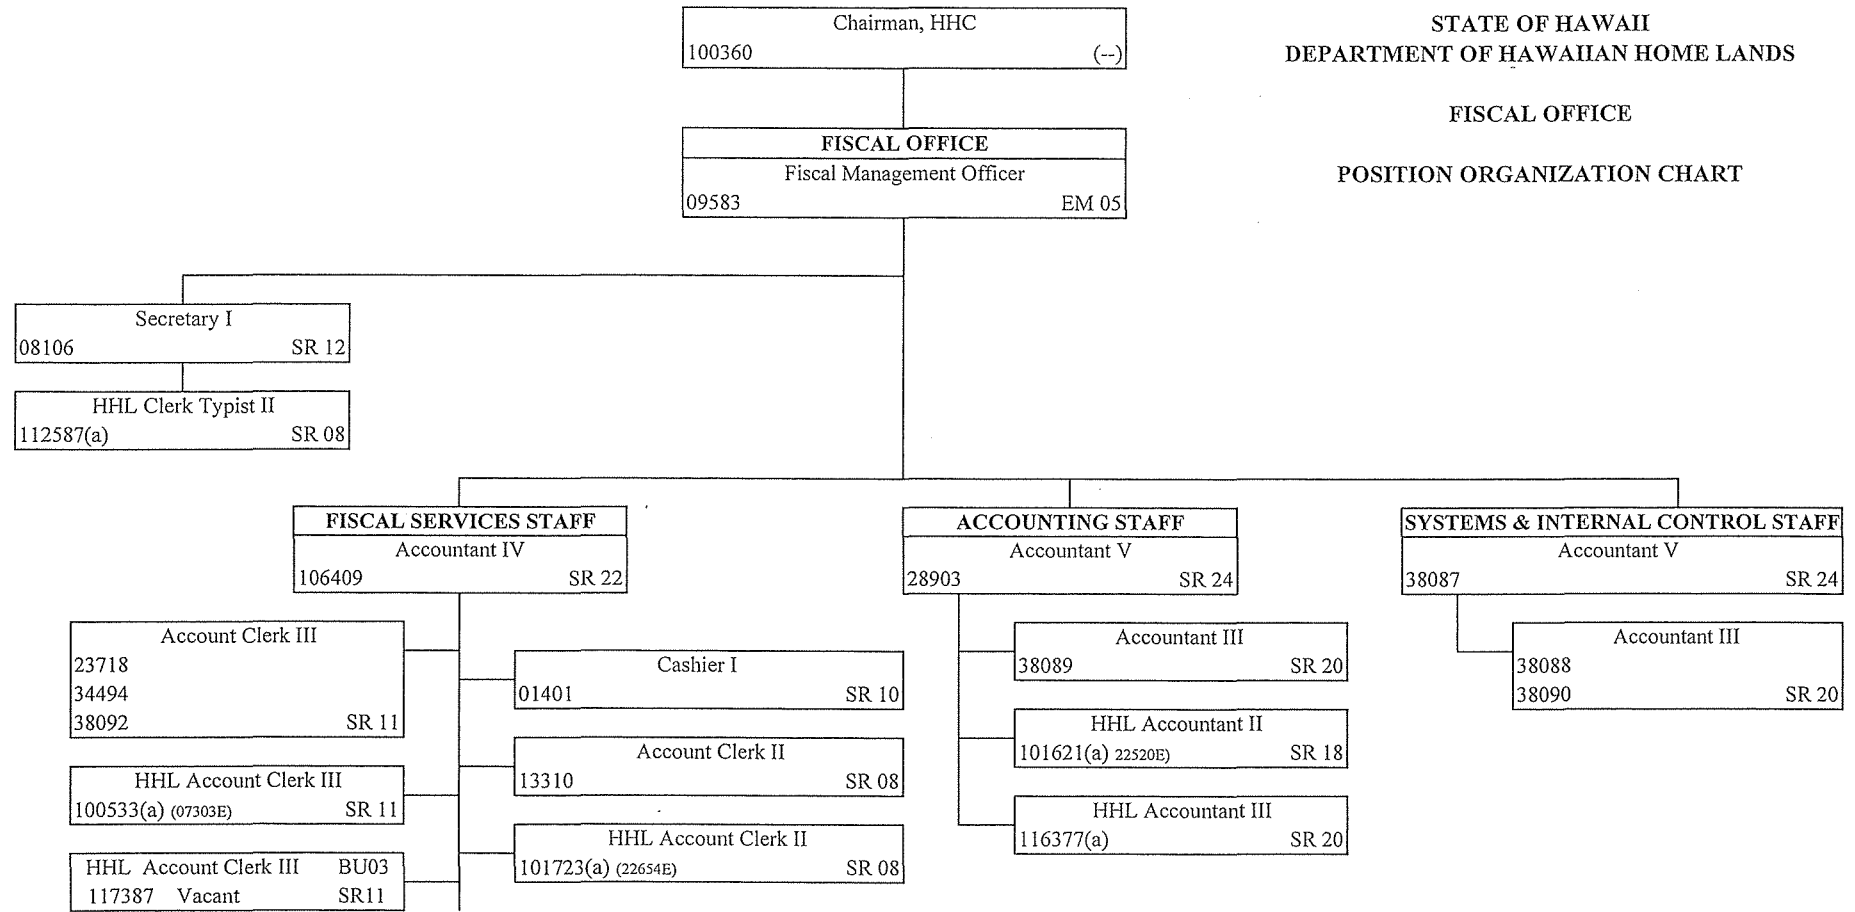 Chairman, HHC
100360 (--)
STATE OF HAWAII
DEPARTMENT OF HAWAIIAN HOME LANDS
FISCAL OFFICE
POSITION ORGANIZATION CHART
FISCAL OFFICE
Fiscal Management Officer
09583 EM 05
Secretary I
08106 SR 12
HHL Clerk Typist II
112587(a) SR 08
FISCAL SERVICES STAFF
Accountant IV
106409 SR 22
Account Clerk III
23718
34494
38092 SR 11
HHL Account Clerk III
100533(a) (07303E) SR 11
HHL Account Clerk III BU03
117387 Vacant SR11
Cashier I
01401 SR 10
Account Clerk II
13310 SR 08
HHL Account Clerk II
101723(a) (22654E) SR 08
ACCOUNTING STAFF
Accountant V
28903 SR 24
Accountant III
38089 SR 20
HHL Accountant II
101621(a) 22520E) SR 18
HHL Accountant III
116377(a) SR 20
SYSTEMS & INTERNAL CONTROL STAFF
Accountant V
38087 SR 24
Accountant III
38088
38090 SR 20